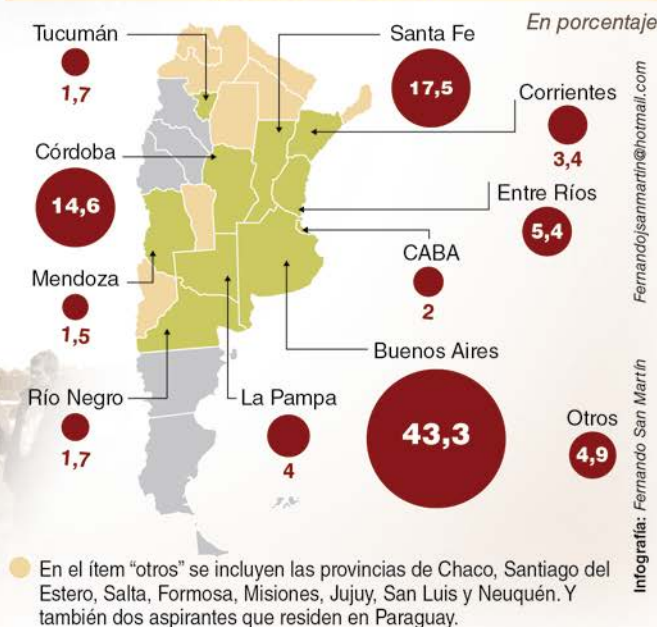 En porcentaje
Tucumán
1,7
Santa Fe
17,5
Corrientes
3,4
Córdoba
14,6
Entre Ríos
5,4
CABA
2
Mendoza
1,5
Buenos Aires
43,3
Río Negro
1,7
La Pampa
4
Otros
4,9
En el ítem “otros” se incluyen las provincias de Chaco, Santiago del
Estero, Salta, Formosa, Misiones, Jujuy, San Luis y Neuquén. Y
también dos aspirantes que residen en Paraguay.
Infografía: Fernando San Martín
Fernandojsanmartin@hotmail.com